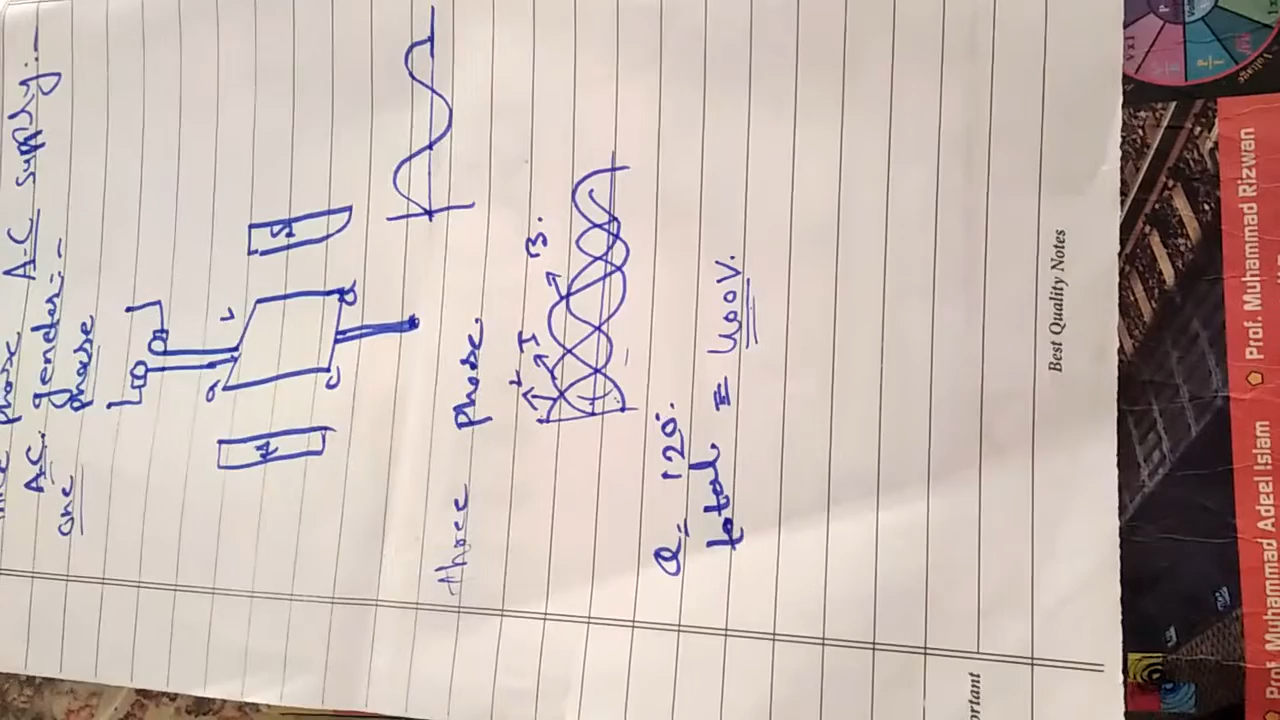 phase A-C supply:-
A.C. gender:-
one phase
N
S
a
L
c
d
three phase.
B.
Q = 120°.
total = 400V.
Best Quality Notes
ortant
Prof. Muhammad Adeel Islam
Prof. Muhammad Rizwan